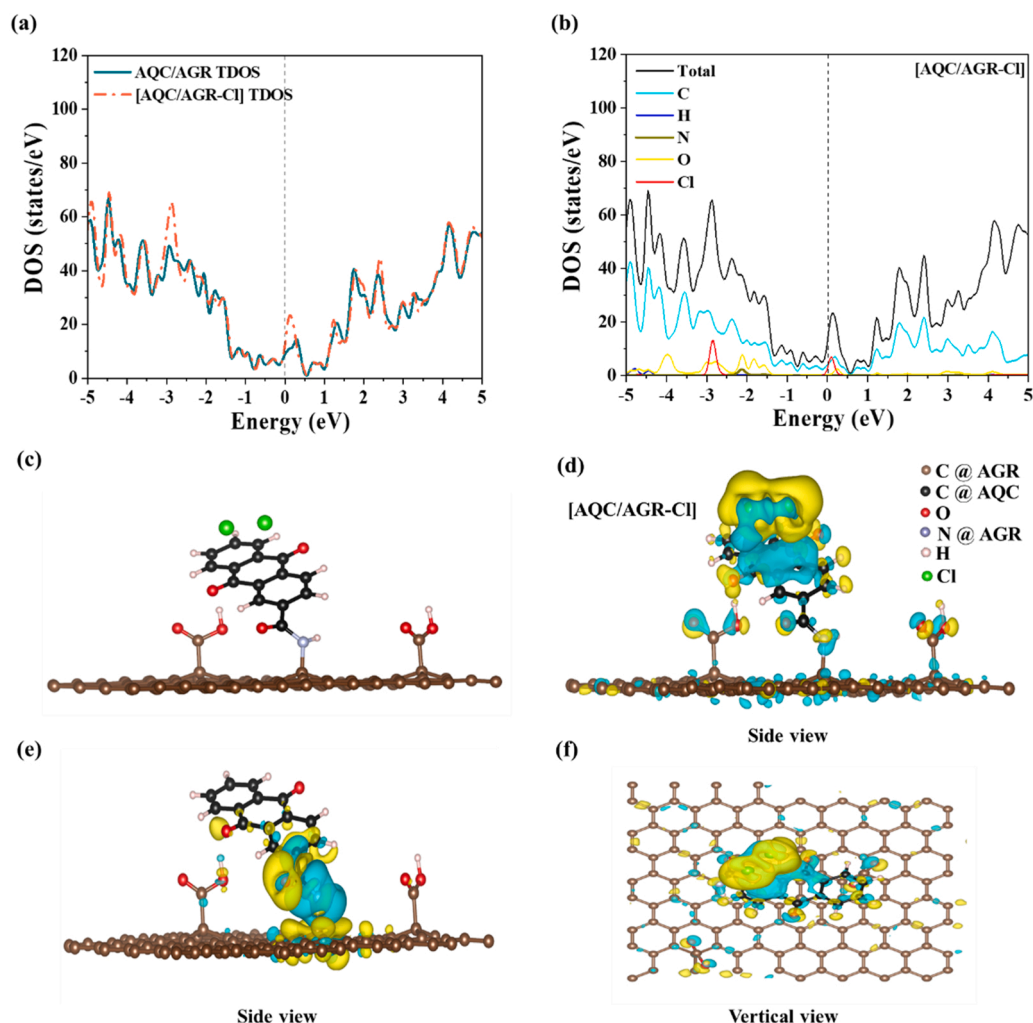 (a)
DOS (states/eV)
120
100
80
60
40
20
0
AQC/AGR TDOS
[AQC/AGR-Cl] TDOS
-5 -4 -3 -2 -1 0 1 2 3 4 5
Energy (eV)
(b)
DOS (states/eV)
120
100
80
60
40
20
0
Total
C
H
N
O
Cl
[AQC/AGR-Cl]
-5 -4 -3 -2 -1 0 1 2 3 4 5
Energy (eV)
(c)
(d)
[AQC/AGR-Cl]
C @ AGR
C @ AQC
O
N @ AGR
H
Cl
Side view
(e)
Side view
(f)
Vertical view